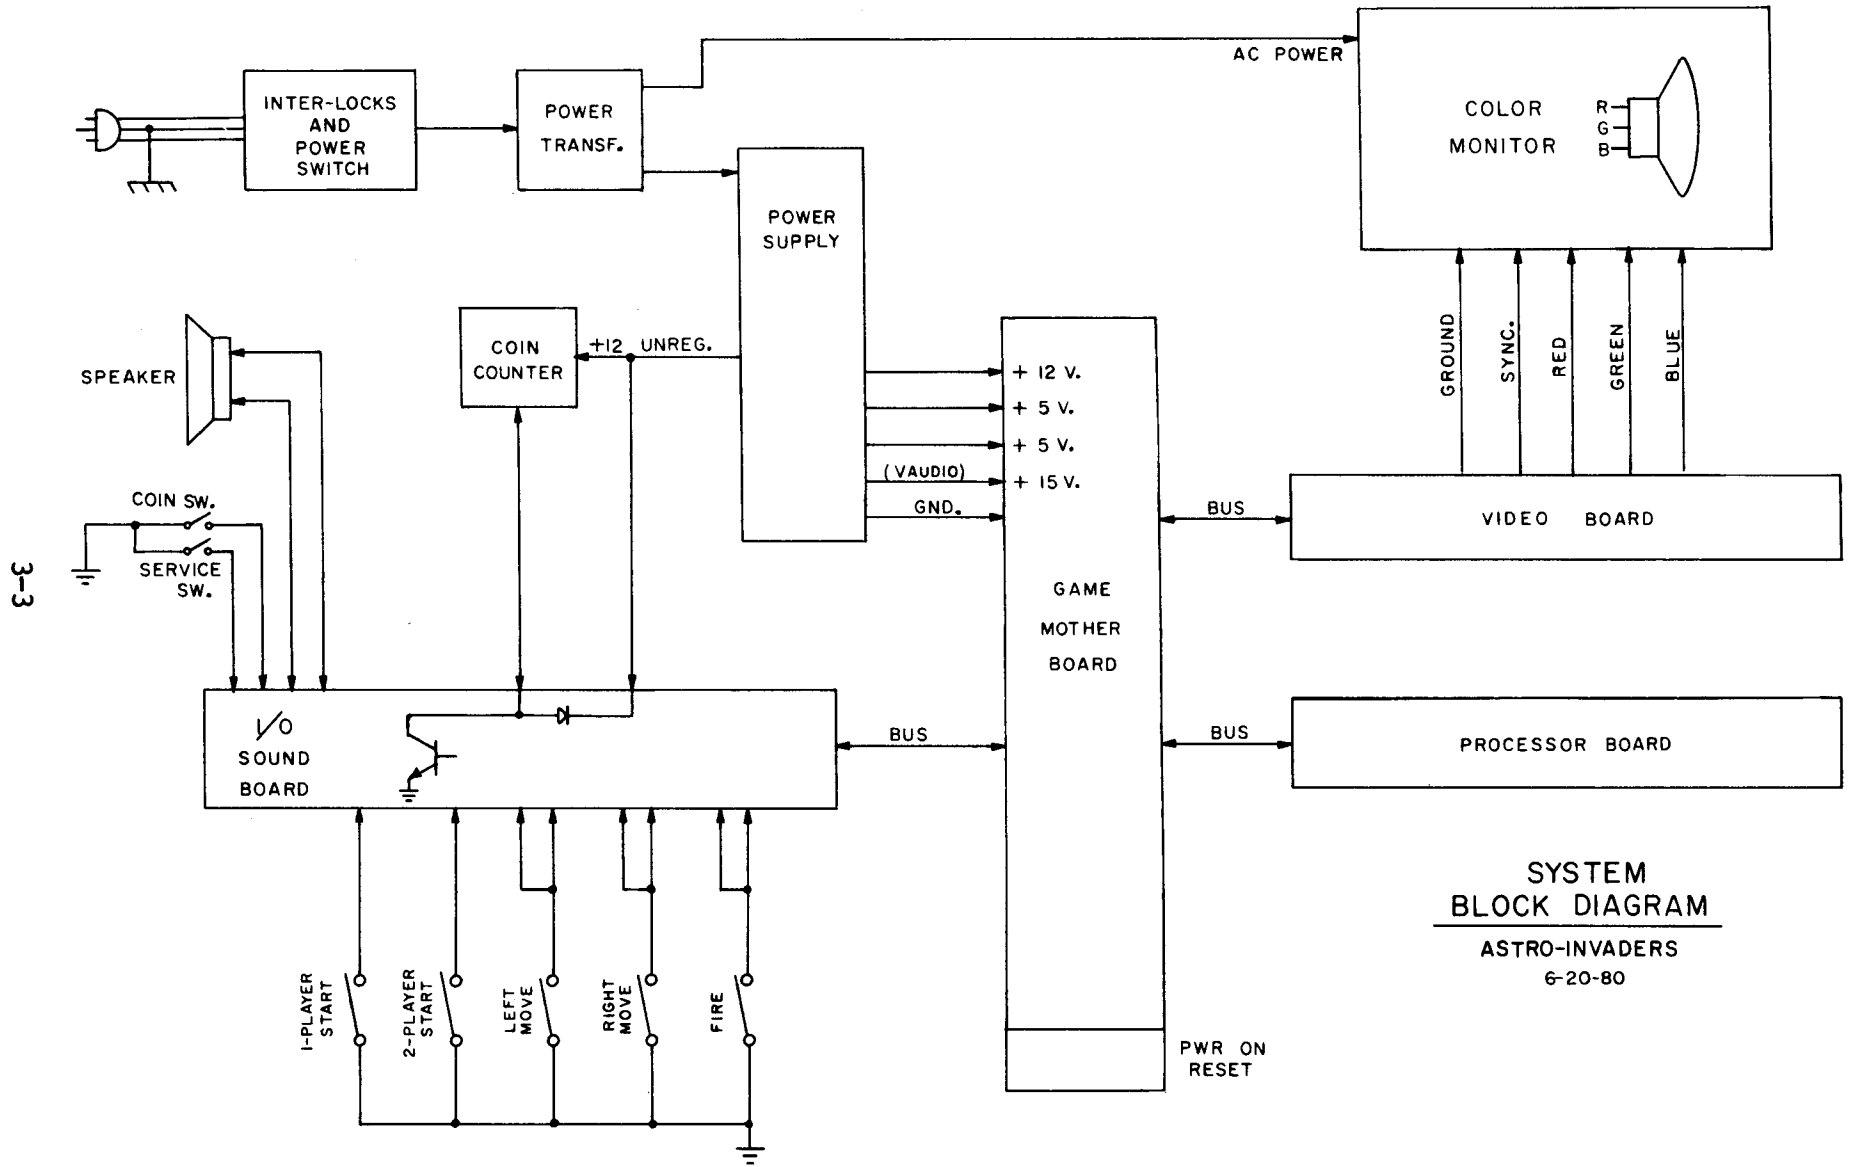 AC POWER
INTER-LOCKS
AND
POWER
SWITCH
POWER
TRANSF.
COLOR
MONITOR
R
G
B
POWER
SUPPLY
SPEAKER
COIN
COUNTER
+12 UNREG.
+ 12 V.
+ 5 V.
+ 5 V.
(VAUDIO)
+ 15 V.
GND.
GROUND
SYNC.
RED
GREEN
BLUE
COIN SW.
SERVICE
SW.
BUS
VIDEO BOARD
GAME
MOTHER
BOARD
3-3
I/O
SOUND
BOARD
BUS
BUS
PROCESSOR BOARD
1-PLAYER
START
2-PLAYER
START
LEFT
MOVE
RIGHT
MOVE
FIRE
PWR ON
RESET
SYSTEM
BLOCK DIAGRAM
ASTRO-INVADERS
6-20-80